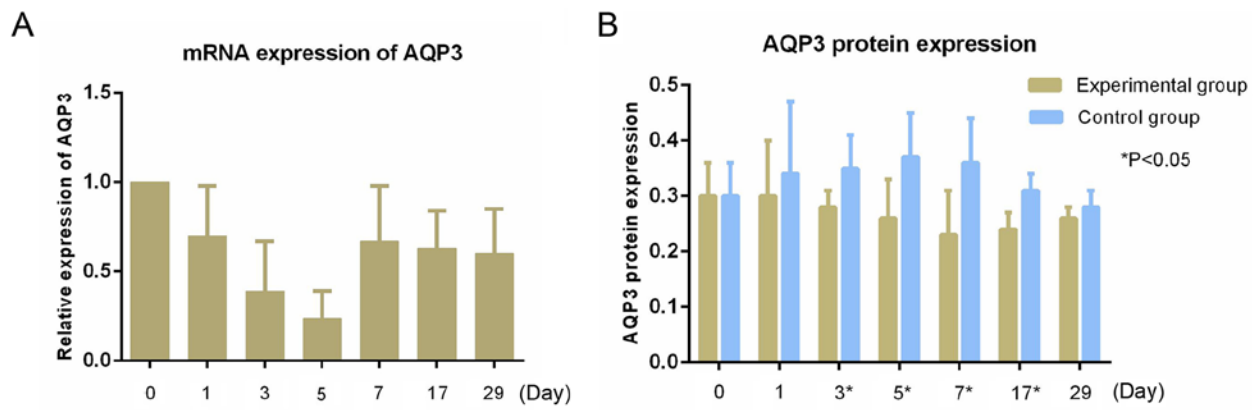 A
mRNA expression of AQP3
Relative expression of AQP3
1.5
1.0
0.5
0.0
0 1 3 5 7 17 29 (Day)
B
AQP3 protein expression
AQP3 protein expression
0.5
0.4
0.3
0.2
0.1
0.0
0 1 3* 5* 7* 17* 29 (Day)
Experimental group
Control group
*P<0.05